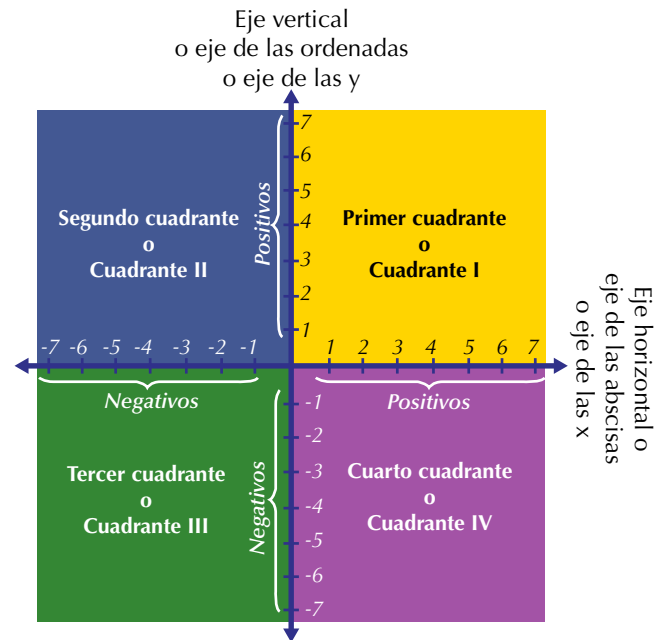 Eje vertical
o eje de las ordenadas
o eje de las y
7
6
5
4
3
2
1
Positivos
Segundo cuadrante
o
Cuadrante II
Primer cuadrante
o
Cuadrante I
Eje horizontal o
eje de las abscisas
o eje de las x
-7 -6 -5 -4 -3 -2 -1
1 2 3 4 5 6 7
Negativos
Positivos
-1
-2
-3
-4
-5
-6
-7
Negativos
Tercer cuadrante
o
Cuadrante III
Cuarto cuadrante
o
Cuadrante IV